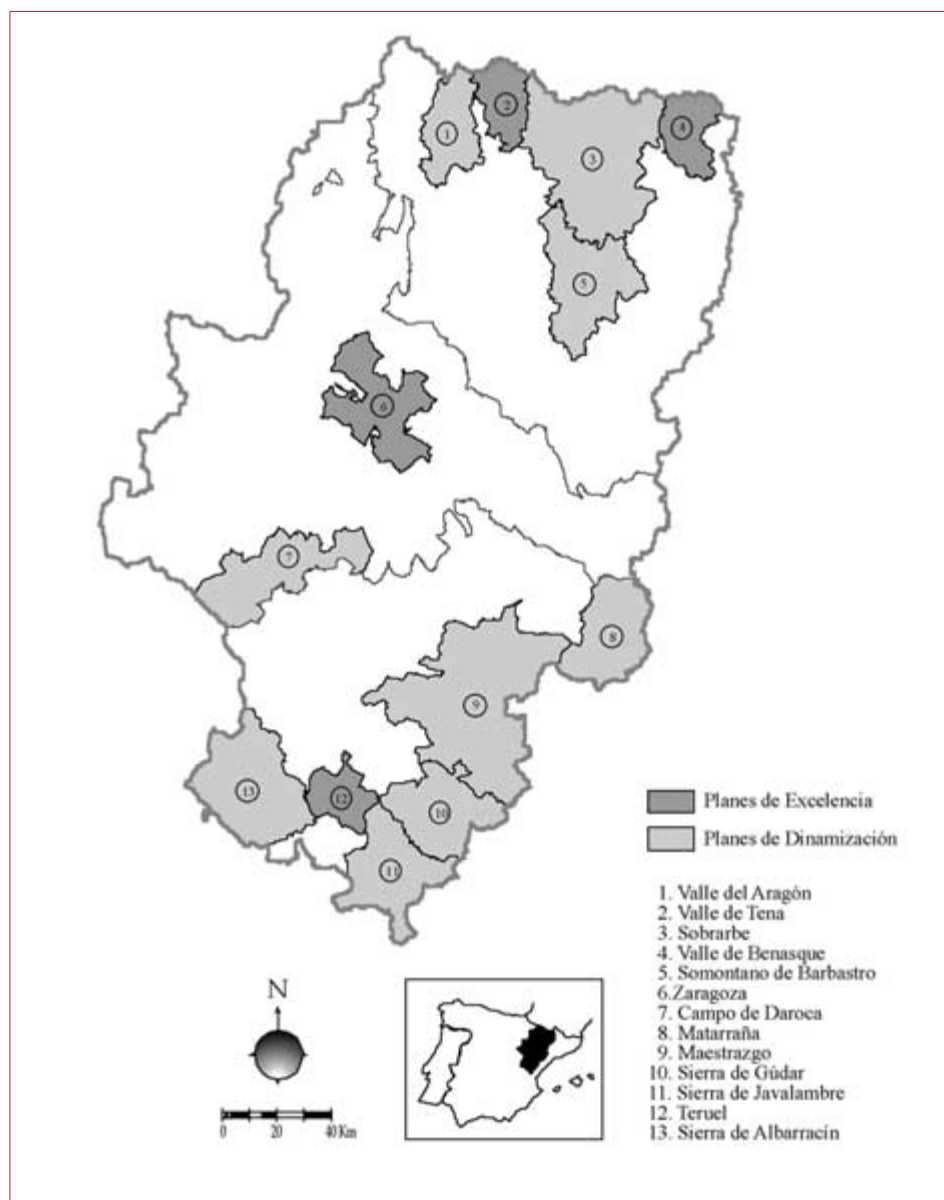 1
2
3
4
5
6
7
8
9
10
11
12
13
Planes de Excelencia
Planes de Dinamización
1. Valle del Aragón
2. Valle de Tena
3. Sobrarbe
4. Valle de Benasque
5. Somontano de Barbastro
6.Zaragoza
7. Campo de Daroca
8. Matarraña
9. Maestrazgo
10. Sierra de Gúdar
11. Sierra de Javalambre
12. Teruel
13. Sierra de Albarracín
N
0 20 40 Km